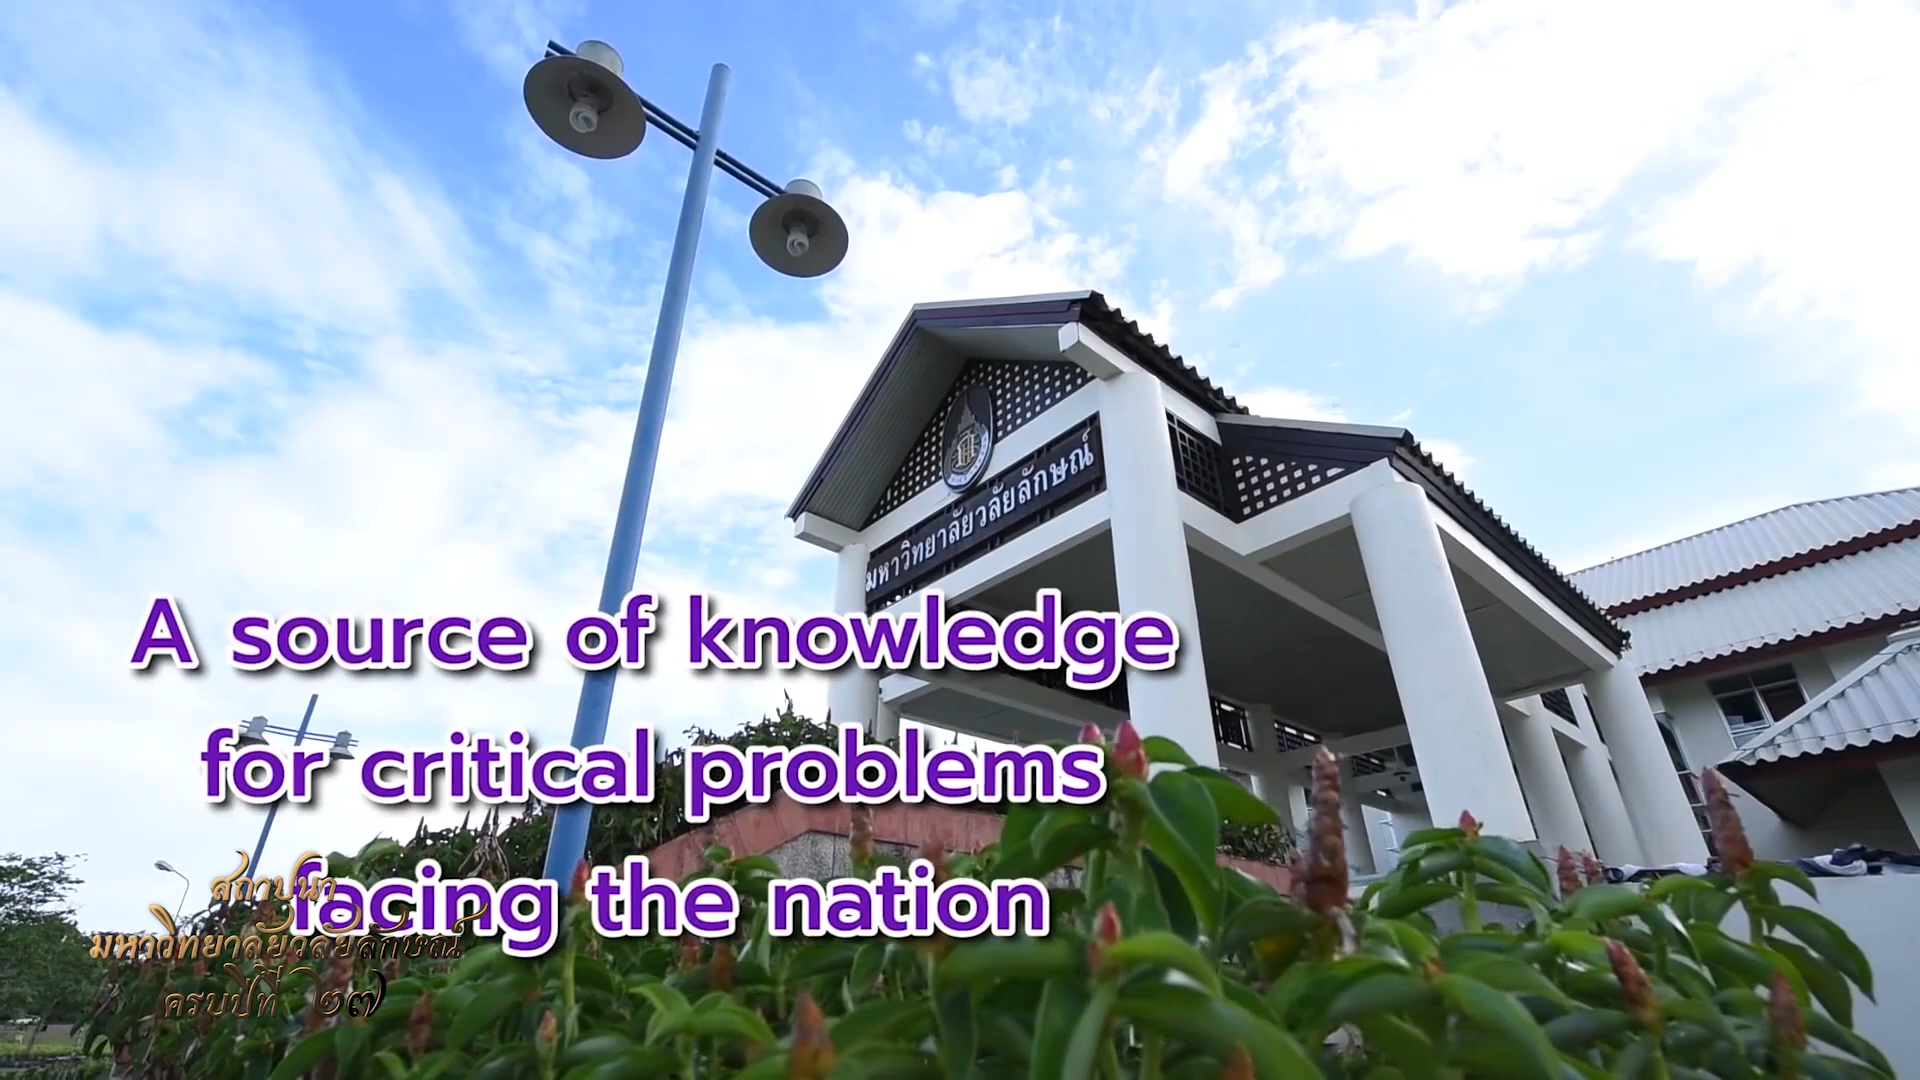 มหาวิทยาลัยวลัยลักษณ์
A source of knowledge
for critical problems
facing the nation
สถาปนา
มหาวิทยาลัยวลัยลักษณ์
ครบปีที่ ๒๗